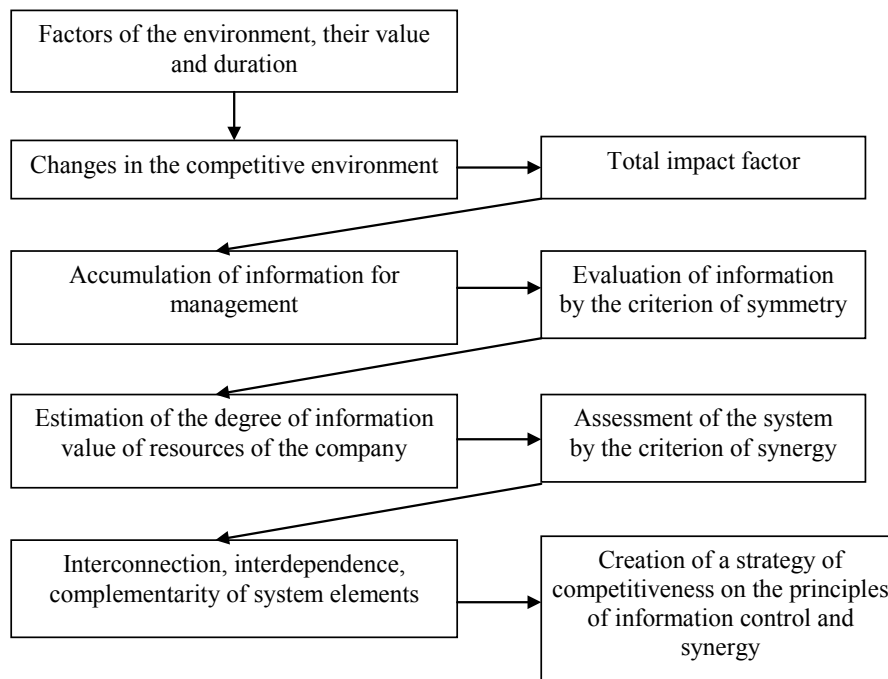 Factors of the environment, their value
and duration
Changes in the competitive environment
Total impact factor
Accumulation of information for
management
Evaluation of information
by the criterion of symmetry
Estimation of the degree of information
value of resources of the company
Assessment of the system
by the criterion of synergy
Interconnection, interdependence,
complementarity of system elements
Creation of a strategy of
competitiveness on the principles
of information control and
synergy